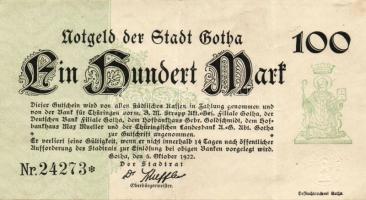 Notgeld der Stadt Gotha
100
Ein Hundert Mark
Dieser Gutschein wird von allen städtischen Kassen in Zahlung genommen und
von der Bank für Thüringen vorm. B. M. Strupp Akt.-Ges. Filiale Gotha, der
Deutschen Bank Filiale Gotha, dem Hofbankhaus Gebr. Goldschmidt, dem Hof-
bankhaus Max Mueller und der Thüringischen Landesbank A.-G. Abt. Gotha
zur Gutschrift angenommen.
Er verliert seine Gültigkeit, wenn er nicht innerhalb 14 Tagen nach öffentlicher
Aufforderung des Stadtrats zur Einlösung bei obigen Banken vorgelegt wird.
Gotha, den 5. Oktober 1922.
Der Stadtrat
Nr. 24273*
Oberbürgermeister.